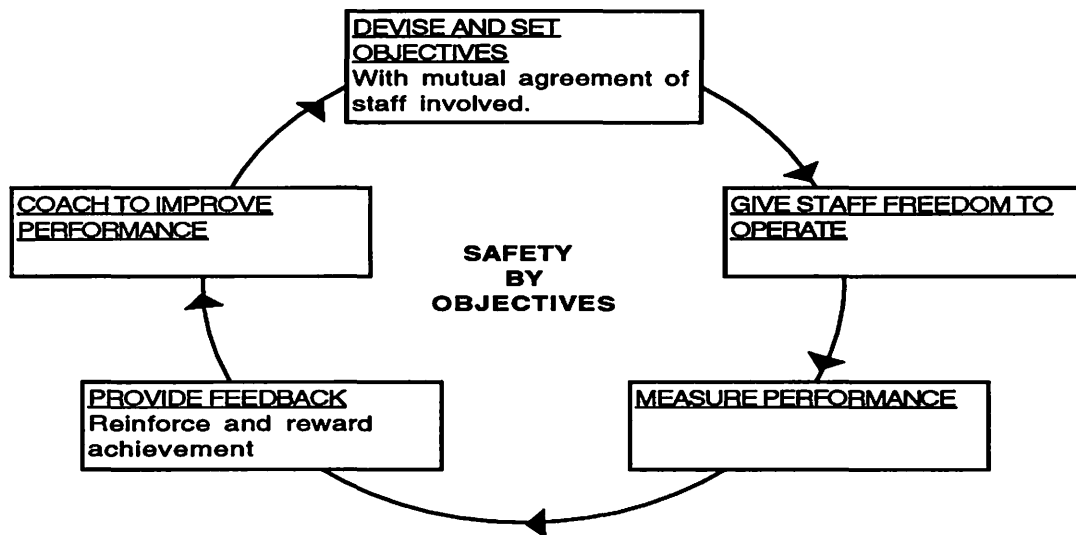 DEVISE AND SET
OBJECTIVES
With mutual agreement of
staff involved.
COACH TO IMPROVE
PERFORMANCE
GIVE STAFF FREEDOM TO
OPERATE
SAFETY
BY
OBJECTIVES
PROVIDE FEEDBACK
Reinforce and reward
achievement
MEASURE PERFORMANCE